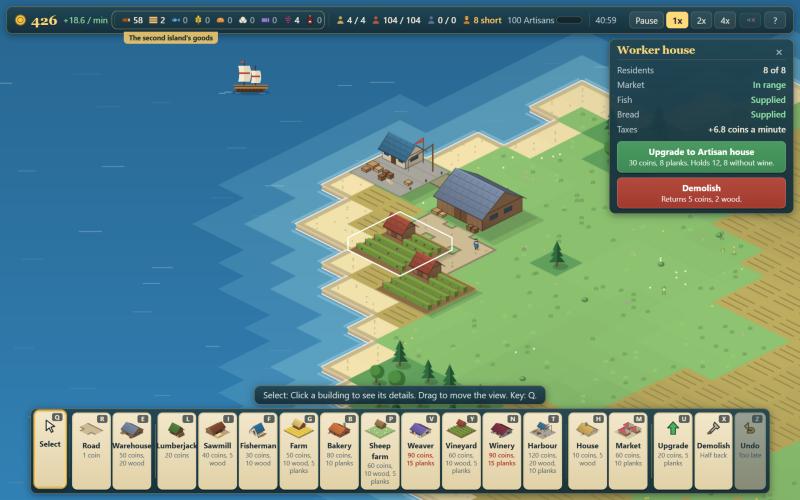 426 +18.6 / min 58 2 0 0 0 0 0 4 0 4 / 4 104 / 104 0 / 0 8 short 100 Artisans 40:59 Pause 1x 2x 4x ?
The second island's goods
Worker house ×
Residents 8 of 8
Market In range
Fish Supplied
Bread Supplied
Taxes +6.8 coins a minute
Upgrade to Artisan house
30 coins, 8 planks. Holds 12, 8 without wine.
Demolish
Returns 5 coins, 2 wood.
Select: Click a building to see its details. Drag to move the view. Key: Q.
Q
Select
R
Road
1 coin
E
Warehouse
50 coins, 20 wood
L
Lumberjack
20 coins
I
Sawmill
40 coins, 5 wood
F
Fisherman
30 coins, 10 wood
G
Farm
50 coins, 10 wood, 5 planks
B
Bakery
80 coins, 10 planks
P
Sheep farm
60 coins, 10 wood, 5 planks
V
Weaver
90 coins, 15 planks
Y
Vineyard
60 coins, 10 wood, 5 planks
N
Winery
90 coins, 15 planks
T
Harbour
120 coins, 20 wood, 10 planks
H
House
10 coins, 5 wood
M
Market
60 coins, 10 planks
U
Upgrade
20 coins, 5 planks
X
Demolish
Half back
Z
Undo
Too late